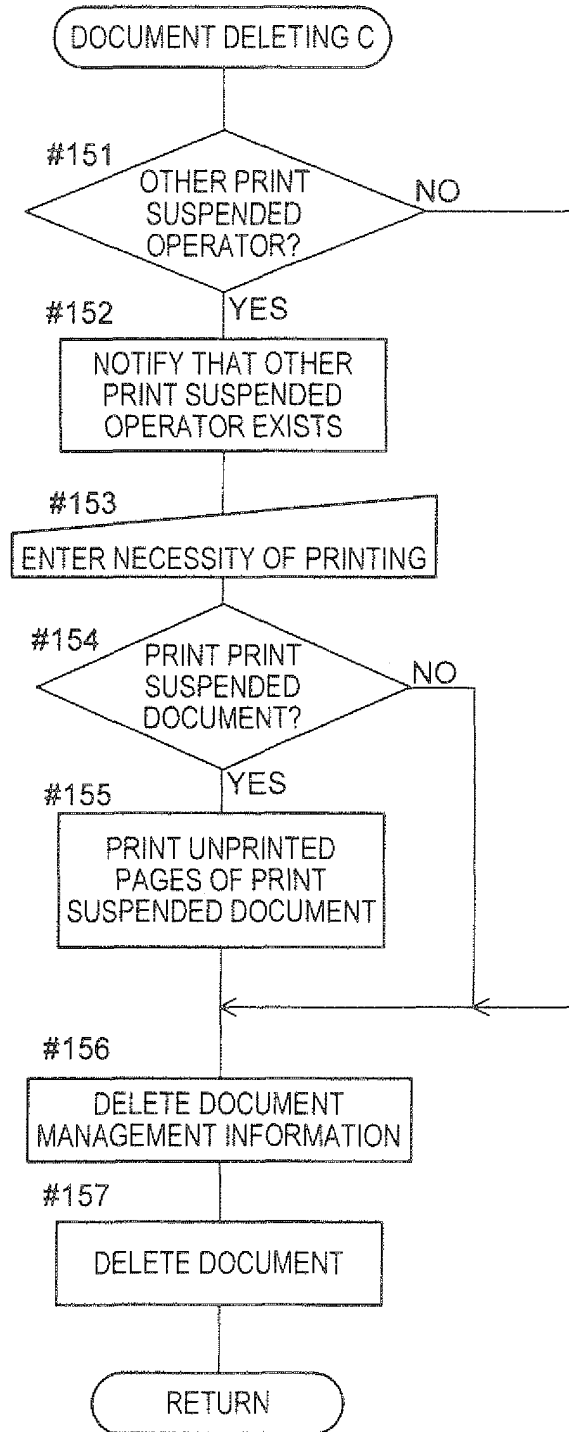 DOCUMENT DELETING C
#151
OTHER PRINT
SUSPENDED
OPERATOR?
NO
YES
#152
NOTIFY THAT OTHER
PRINT SUSPENDED
OPERATOR EXISTS
#153
ENTER NECESSITY OF PRINTING
#154
PRINT PRINT
SUSPENDED
DOCUMENT?
NO
YES
#155
PRINT UNPRINTED
PAGES OF PRINT
SUSPENDED DOCUMENT
#156
DELETE DOCUMENT
MANAGEMENT INFORMATION
#157
DELETE DOCUMENT
RETURN